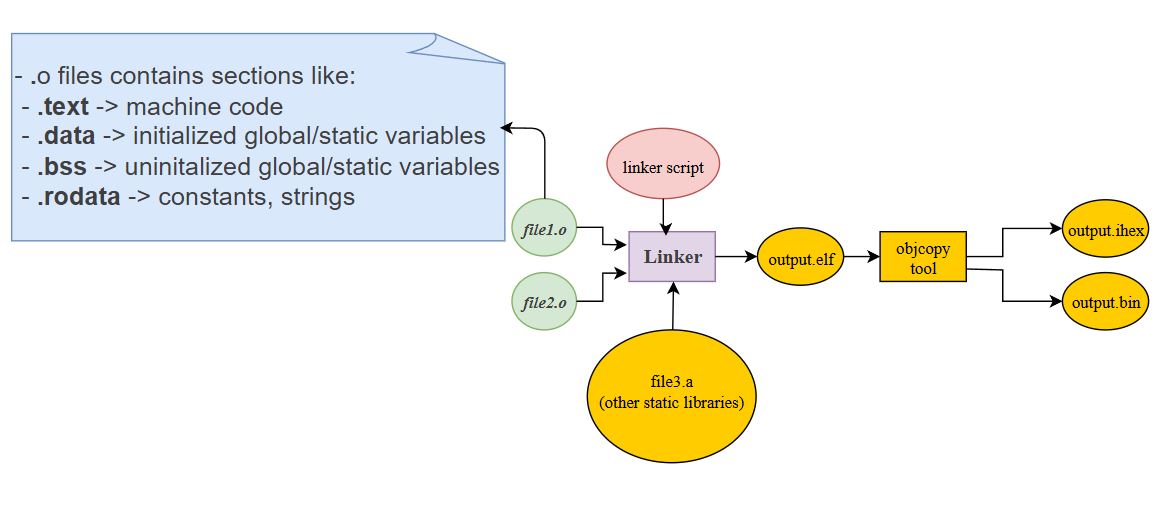 - .o files contains sections like:
- .text -> machine code
- .data -> initialized global/static variables
- .bss -> uninitalized global/static variables
- .rodata -> constants, strings
linker script
file1.o
file2.o
Linker
output.elf
objcopy
tool
output.ihex
output.bin
file3.a
(other static libraries)